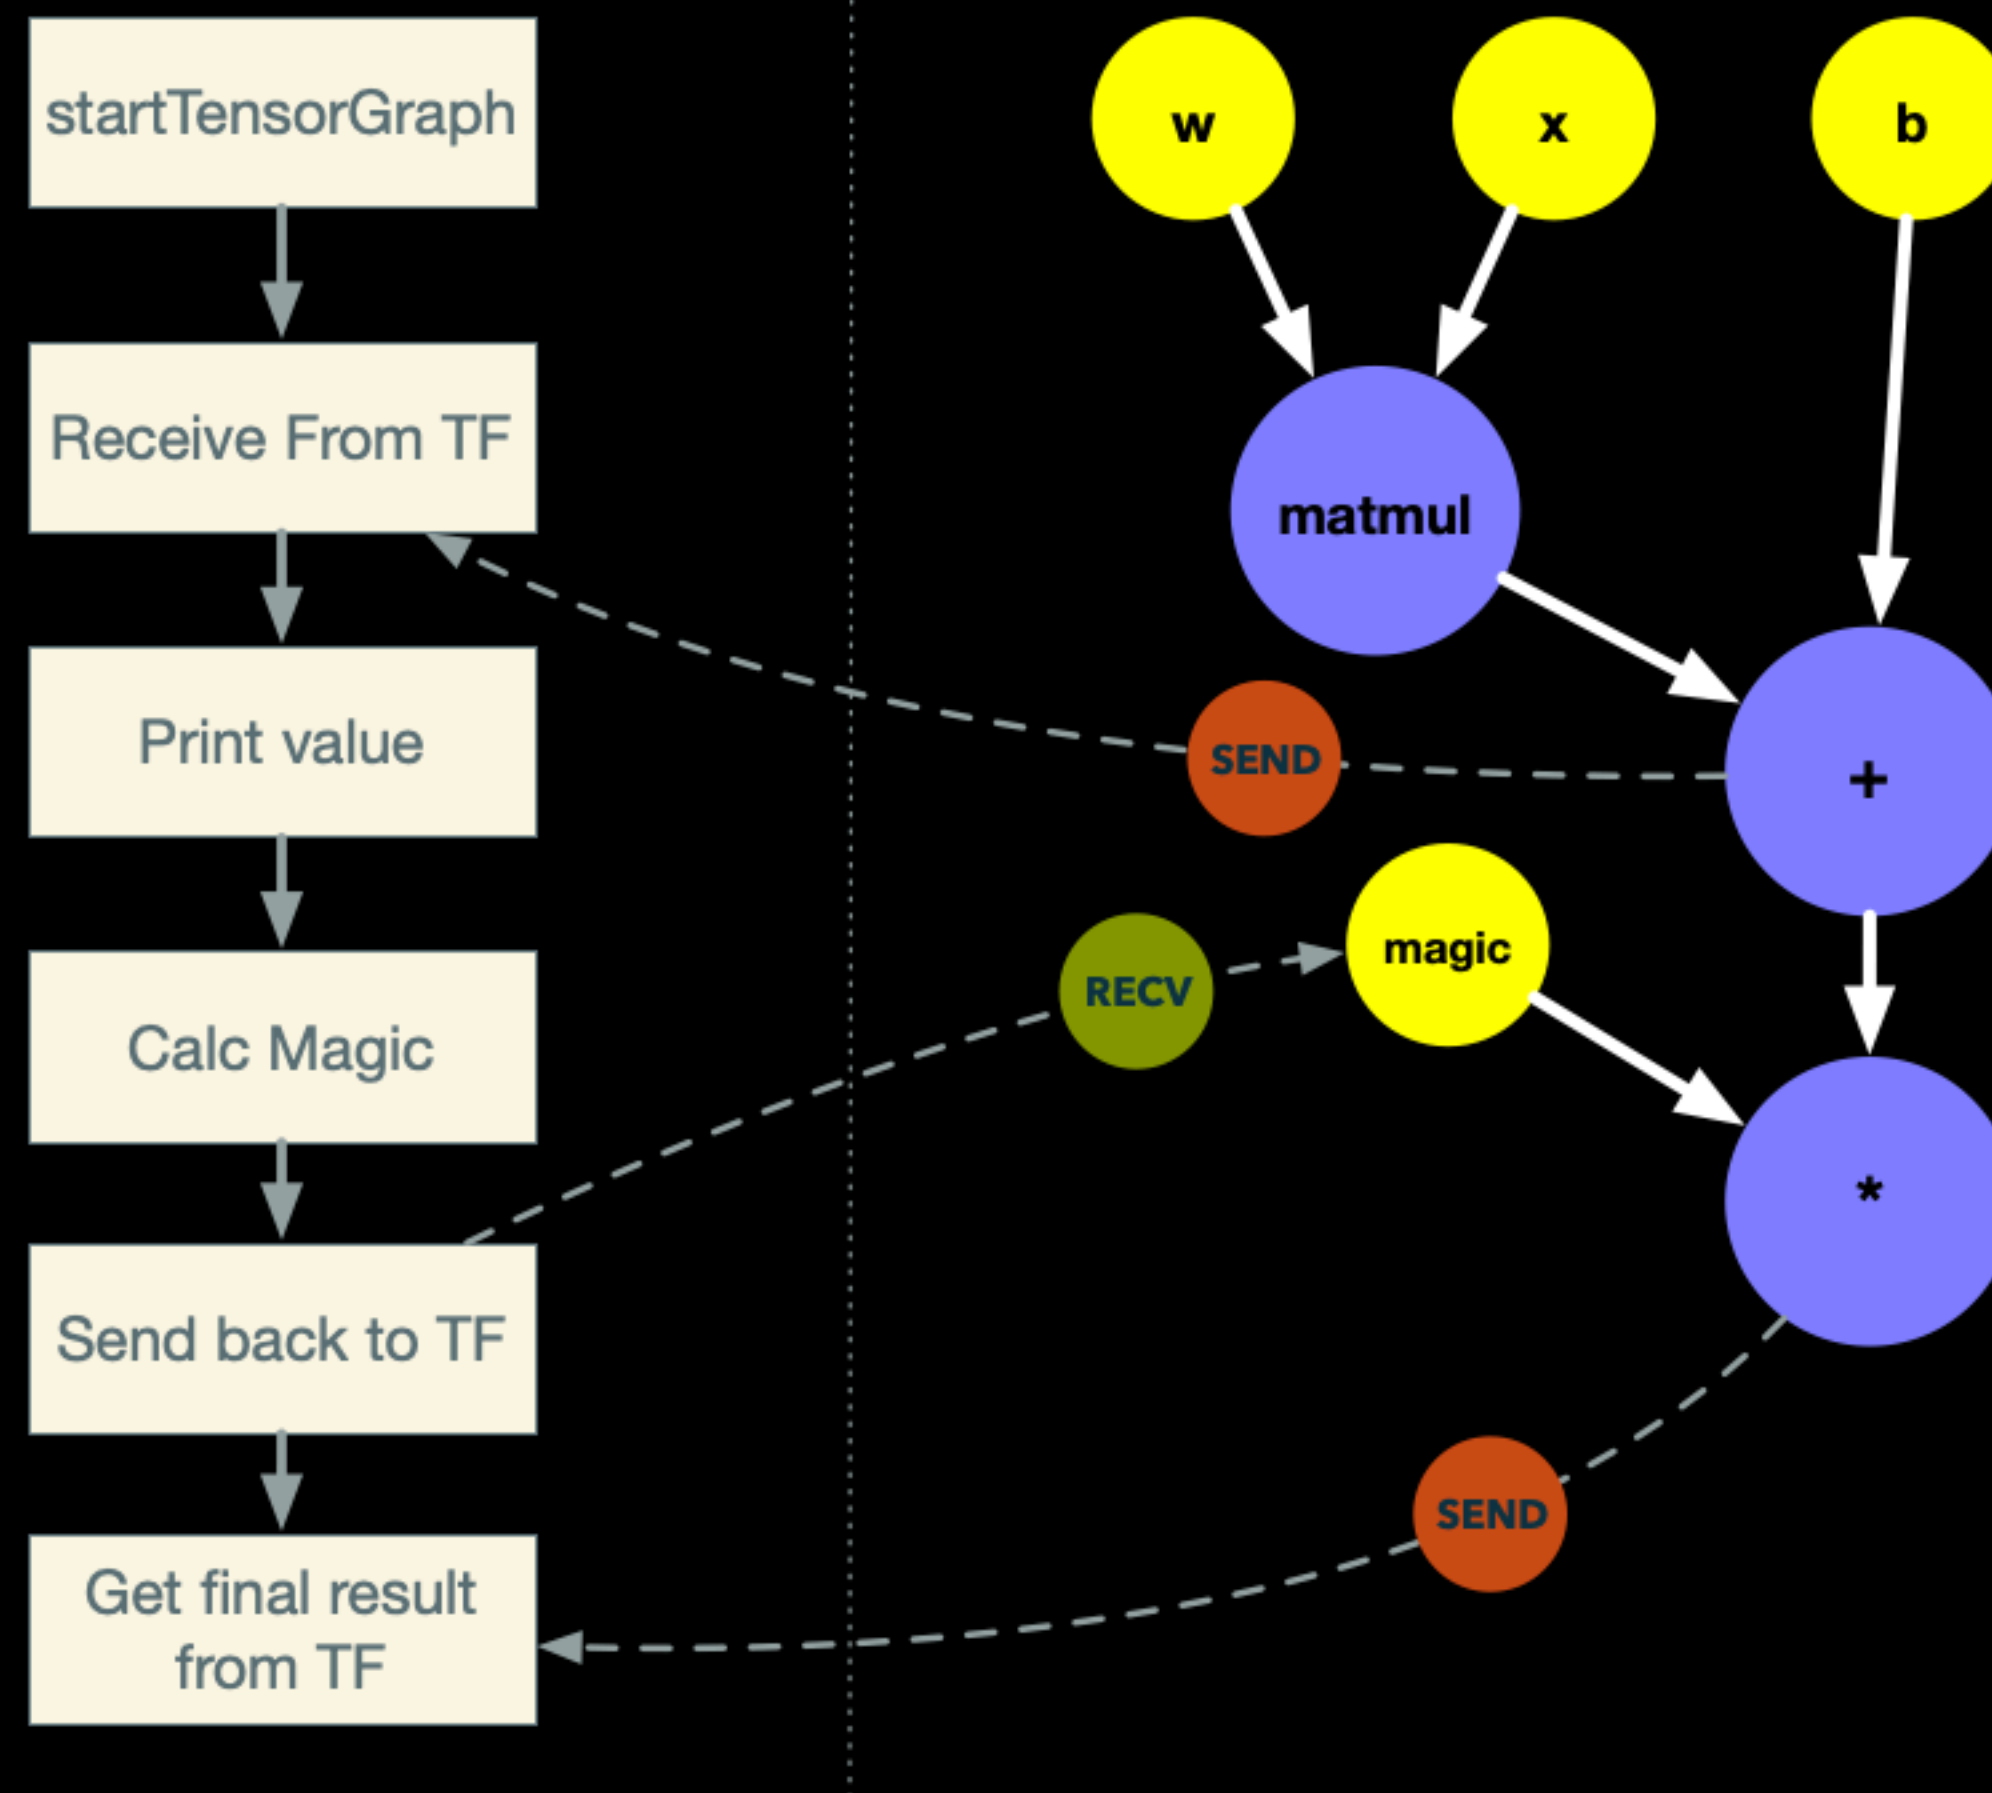 startTensorGraph
Receive From TF
Print value
Calc Magic
Send back to TF
Get final result
from TF
w
x
b
matmul
SEND
+
RECV
magic
*
SEND